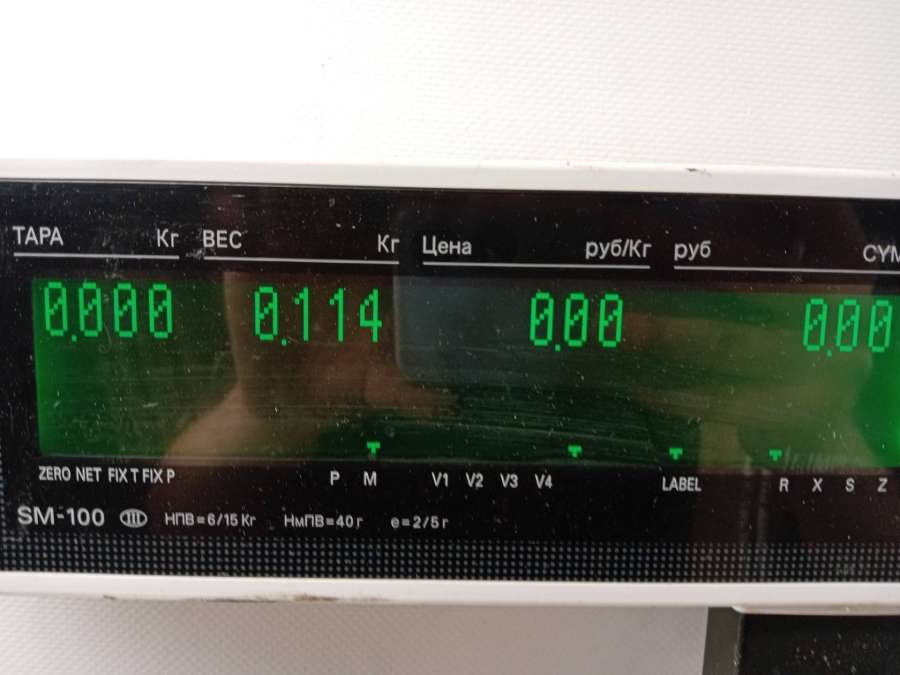 ТАРА Кг ВЕС Кг Цена руб/Кг руб СУМ
0.000 0.114 0.00 0.00
ZERO NET FIX T FIX P P M V1 V2 V3 V4 LABEL R X S Z
SM-100 III НПВ=6/15 Кг НмПВ=40 г e=2/5 г